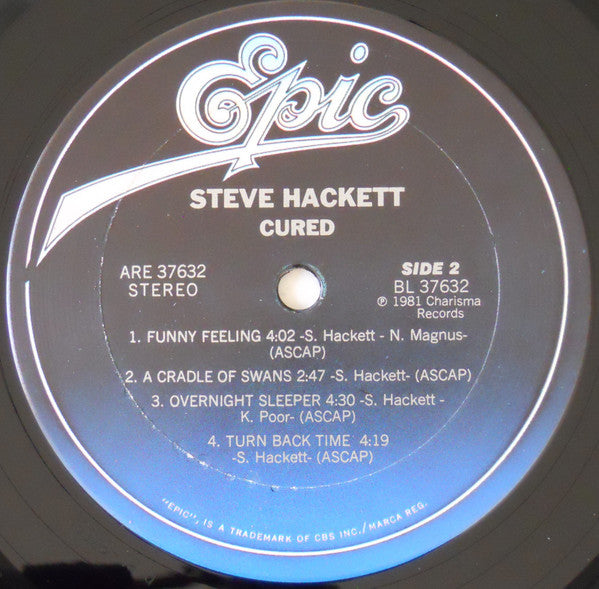 Epic
STEVE HACKETT
CURED
ARE 37632
STEREO
SIDE 2
BL 37632
℗ 1981 Charisma
Records
1. FUNNY FEELING 4:02 -S. Hackett - N. Magnus-
(ASCAP)
2. A CRADLE OF SWANS 2:47 -S. Hackett- (ASCAP)
3. OVERNIGHT SLEEPER 4:30 -S. Hackett -
K. Poor- (ASCAP)
4. TURN BACK TIME 4:19
-S. Hackett- (ASCAP)
"EPIC", IS A TRADEMARK OF CBS INC./MARCA REG.